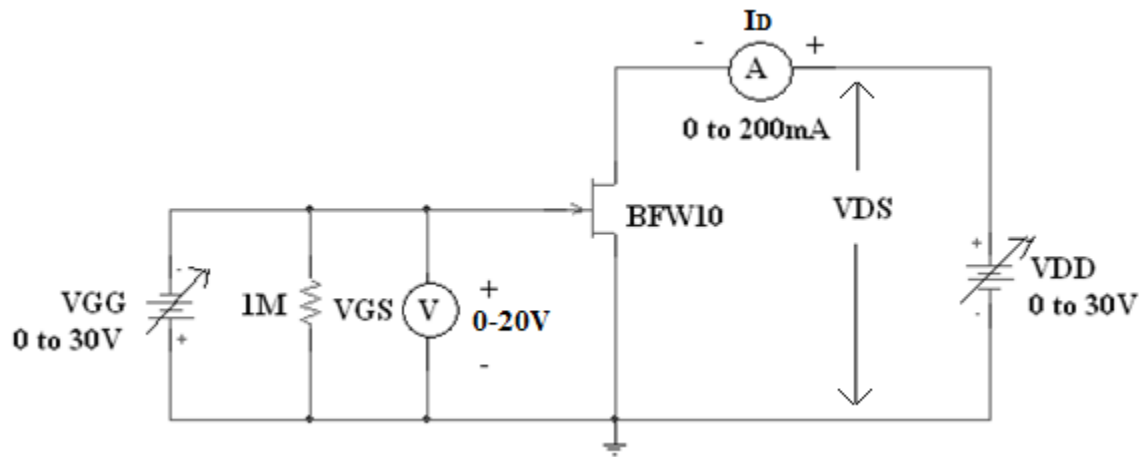 ID
- A +
0 to 200mA
BFW10
VDS
VGG
0 to 30V
-
+
1M
VGS
V
+
0-20V
-
+
VDD
0 to 30V
-